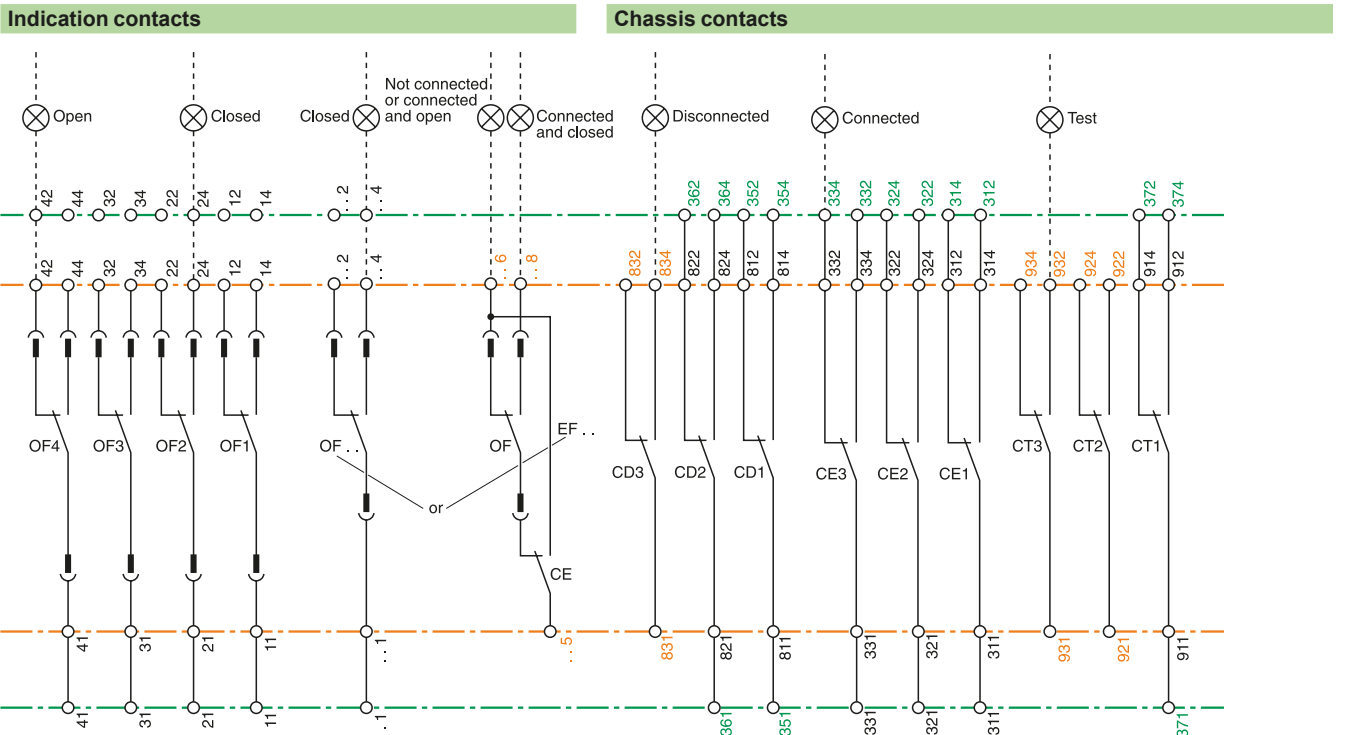 Indication contacts
Chassis contacts
Open
Closed
Closed
Not connected
or connected
and open
Connected
and closed
Disconnected
Connected
Test
42 44 32 34 22 24 12 14 . . 2 . . 4 362 364 352 354 334 332 324 322 314 312 372 374
42 44 32 34 22 24 12 14 . . 2 . . 4 . . 6 . . 8 832 834 822 824 812 814 332 334 322 324 312 314 934 932 924 922 914 912
OF4 OF3 OF2 OF1 OF . . OF EF . . CD3 CD2 CD1 CE3 CE2 CE1 CT3 CT2 CT1
or
CE
41 31 21 11 . . 1 . . 5 831 821 811 331 321 311 931 921 911
41 31 21 11 . . 1 361 351 331 321 311 371